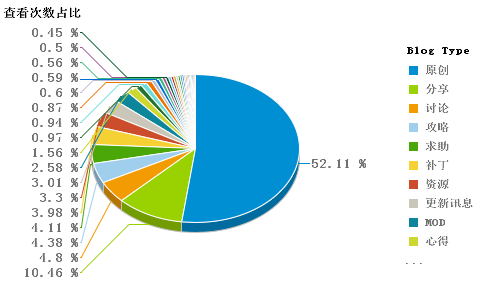 查看次数占比
0.45 %
0.5 %
0.56 %
0.59 %
0.6 %
0.87 %
0.94 %
0.97 %
1.56 %
2.58 %
3.01 %
3.3 %
3.98 %
4.11 %
4.38 %
4.8 %
10.46 %
52.11 %
Blog Type
原创
分享
讨论
攻略
求助
补丁
资源
更新讯息
MOD
心得
...